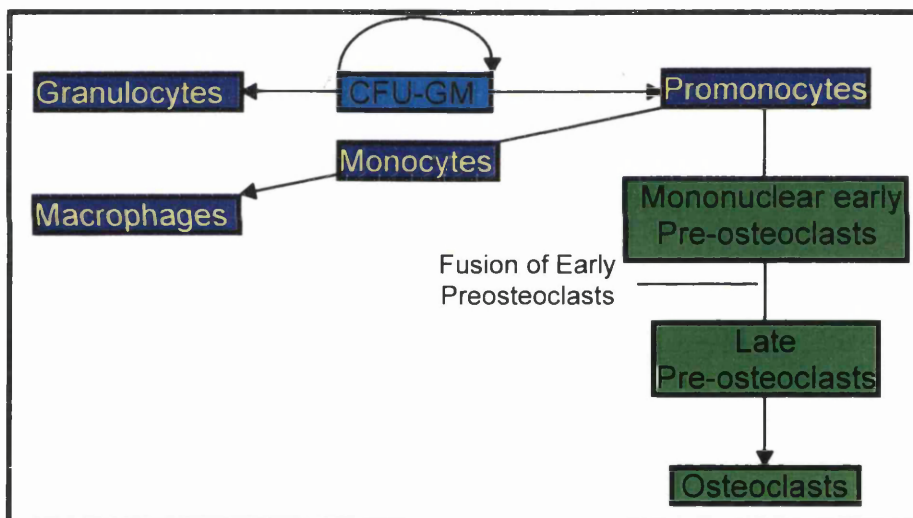 Granulocytes
CFU-GM
Promonocytes
Monocytes
Macrophages
Mononuclear early
Pre-osteoclasts
Fusion of Early
Preosteoclasts
Late
Pre-osteoclasts
Osteoclasts